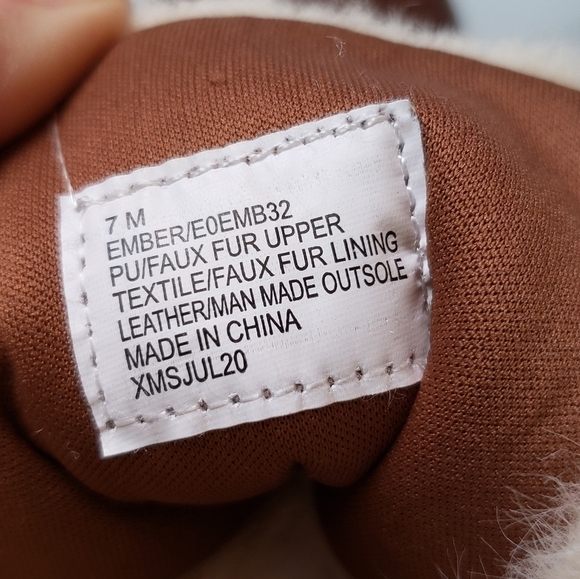 7 M
EMBER/E0EMB32
PU/FAUX FUR UPPER
TEXTILE/FAUX FUR LINING
LEATHER/MAN MADE OUTSOLE
MADE IN CHINA
XMSJUL20